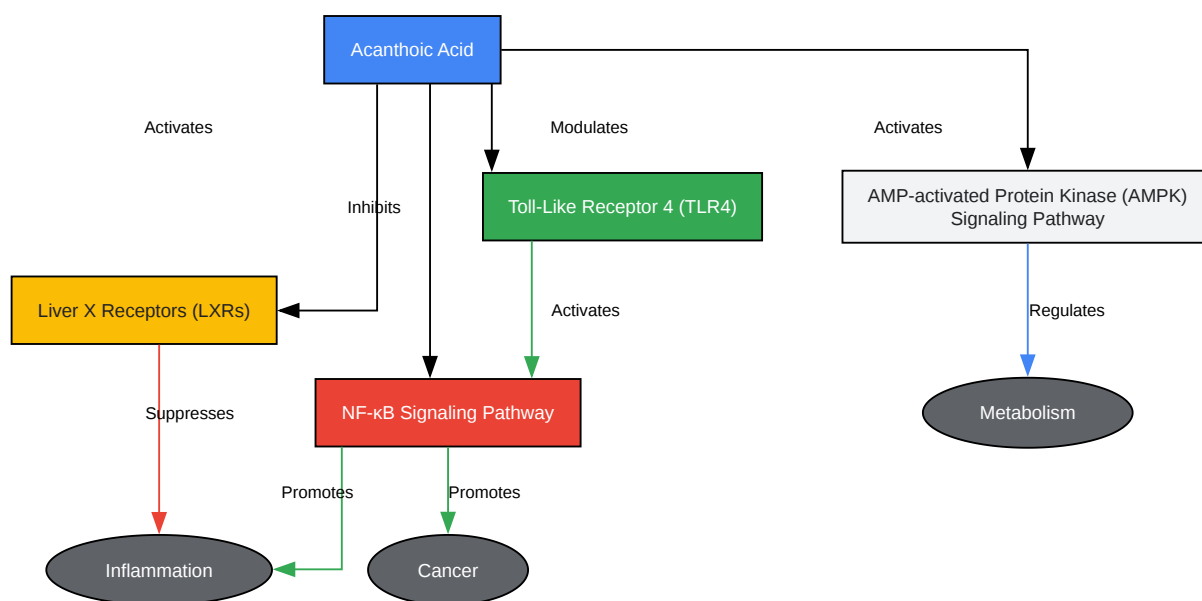 Acanthoic Acid
Activates
Modulates
Activates
Inhibits
Toll-Like Receptor 4 (TLR4)
AMP-activated Protein Kinase (AMPK)
Signaling Pathway
Liver X Receptors (LXRs)
Activates
Regulates
Suppresses
NF-κB Signaling Pathway
Metabolism
Promotes
Promotes
Inflammation
Cancer